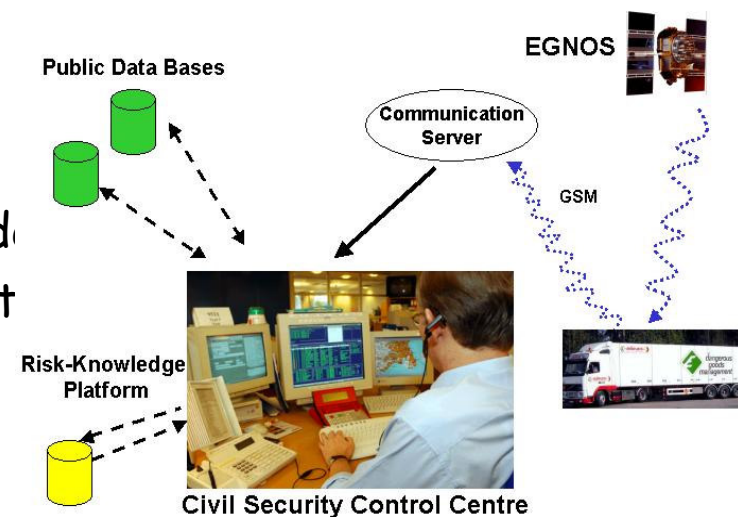 EGNOS
Public Data Bases
Communication
Server
GSM
Risk-Knowledge
Platform
dangerous
goods
management
Civil Security Control Centre